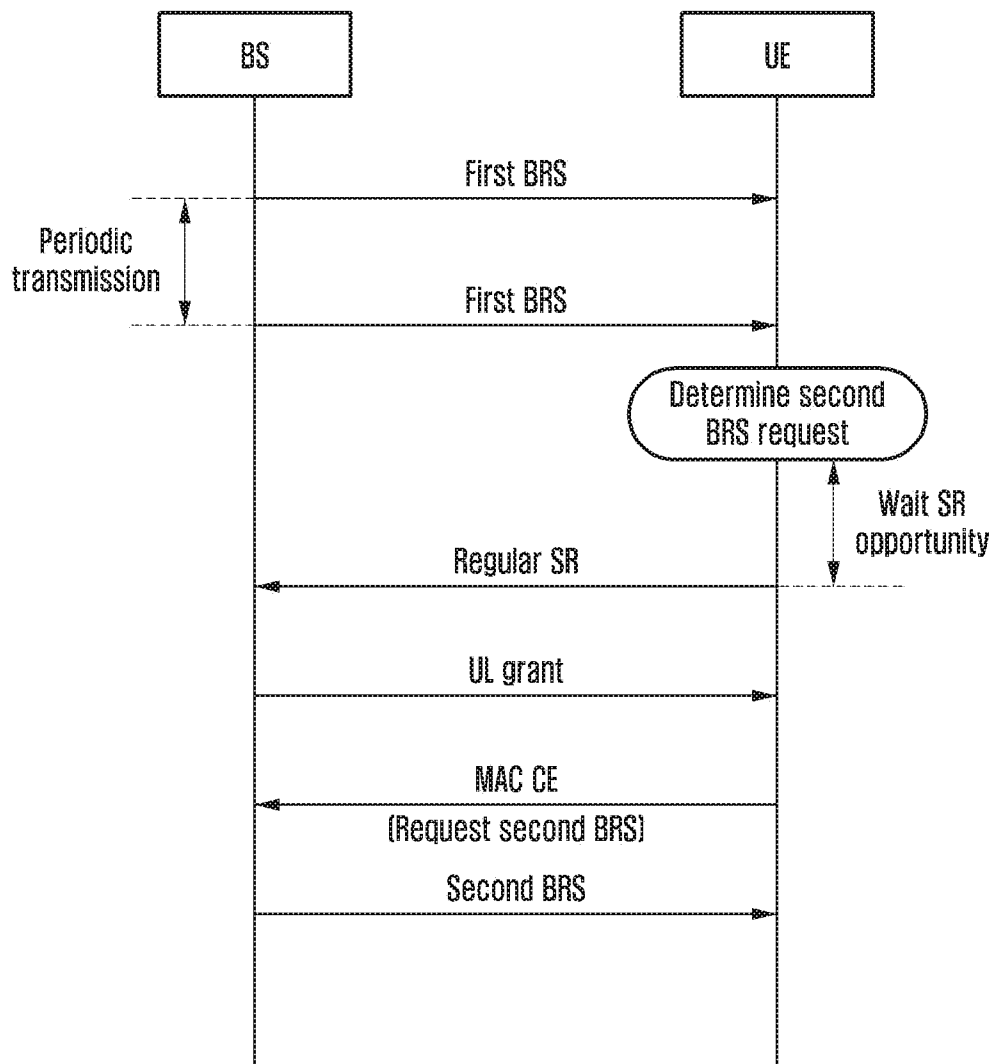 BS
UE
First BRS
Periodic
transmission
First BRS
Determine second
BRS request
Wait SR
opportunity
Regular SR
UL grant
MAC CE
(Request second BRS)
Second BRS